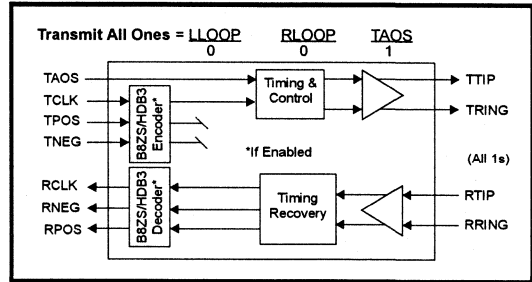 Transmit All Ones = LLOOP RLOOP TAOS
0 0 1
TAOS
TCLK
TPOS
TNEG
B8ZS/HDB3
Encoder*
Timing &
Control
TTIP
TRING
*If Enabled
(All 1s)
RCLK
RNEG
RPOS
B8ZS/HDB3
Decoder*
Timing
Recovery
RTIP
RRING